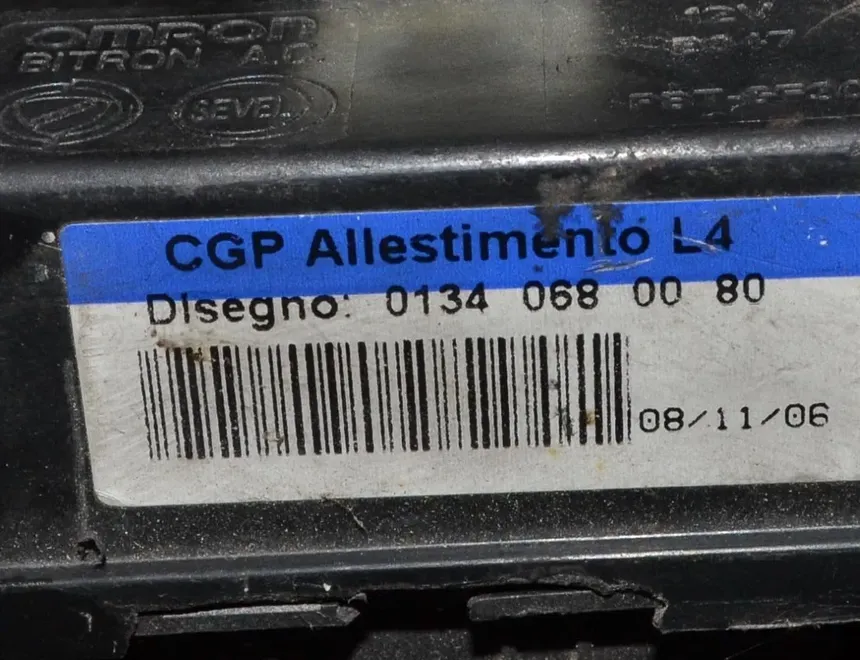 OMRON
BITRON A.C.
SEVEL
12V
CGP Allestimento L4
DIsegno: 0134 068 00 80
08/11/06